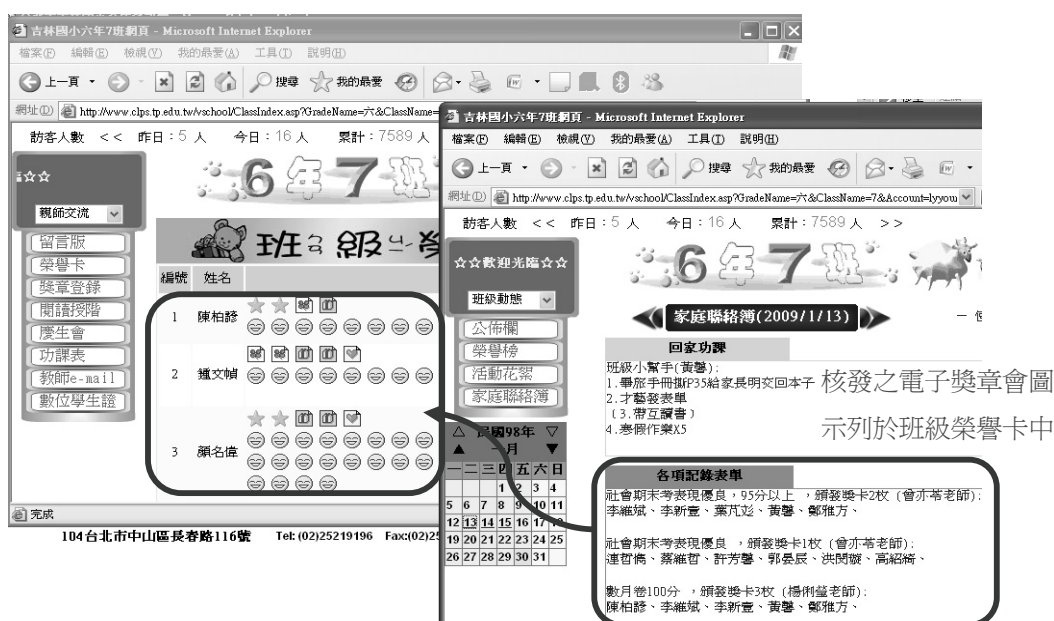 吉林國小六年7班網頁 - Microsoft Internet Explorer
檔案(F) 編輯(E) 檢視(V) 我的最愛(A) 工具(T) 說明(H)
上一頁 搜尋 我的最愛
網址(D) http://www.clps.tp.edu.tw/vschool/ClassIndex.asp?GradeName=六&ClassName=
訪客人數 << 昨日:5 人 今日:16 人 累計:7589 人
☆☆
6年7班
親師交流
留言版
榮譽卡
獎章登錄
閱讀授階
慶生會
功課表
教師e-mail
數位學生證
班級
編號 姓名
1 陳柏諺
2 鍾文幀
3 顏名偉
完成
104台北市中山區長春路116號 Tel: (02)25219196 Fax:(02)25
吉林國小六年7班網頁 - Microsoft Internet Explorer
檔案(F) 編輯(E) 檢視(V) 我的最愛(A) 工具(T) 說明(H)
上一頁 搜尋 我的最愛
網址(D) http://www.clps.tp.edu.tw/vschool/ClassIndex.asp?GradeName=六&ClassName=7&Account=lyyou
訪客人數 << 昨日:5 人 今日:16 人 累計:7589 人 >>
☆☆歡迎光臨☆☆
6年7班
班級動態
公佈欄
榮譽榜
活動花絮
家庭聯絡簿
家庭聯絡簿(2009/1/13)
回家功課
班級小幫手(黃馨):
1.畢旅手冊撕P35給家長明交回本子
2.才藝發表單
(3.帶互讀書)
4.寒假作業X5
核發之電子獎章會圖
示列於班級榮譽卡中
△ 民國98年 ▽
▲ 一月 ▼
一 二 三 四 五 六 日
1 2 3 4
5 6 7 8 9 10 11
12 13 14 15 16 17 18
19 20 21 22 23 24 25
26 27 28 29 30 31
各項記錄表單
社會期末考表現優良,95分以上 ,頒發獎卡2枚 (曾亦苓老師):
李維斌、李新壹、葉芃彣、黃馨、鄭雅方、
社會期末考表現優良 ,頒發獎卡1枚 (曾亦苓老師):
連哲儁、蔡維哲、許芳馨、郭晏辰、洪閔璇、高紹綺、
數月卷100分 ,頒發獎卡3枚 (楊俐螢老師):
陳柏諺、李維斌、李新壹、黃馨、鄭雅方、